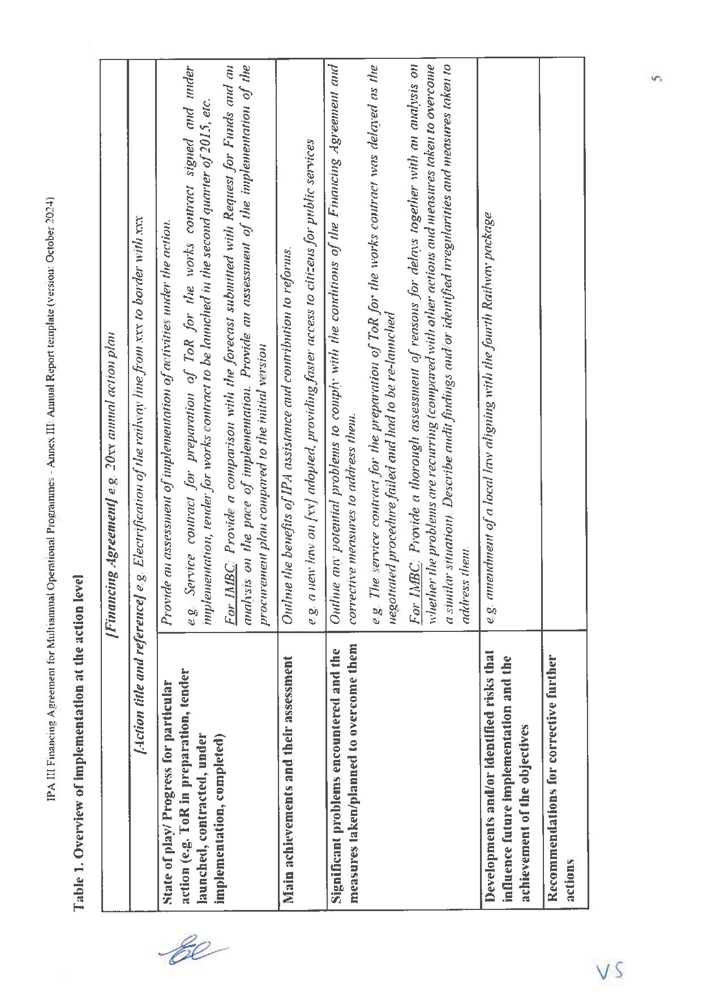 IPA III Financing Agreement for Multiannual Operational Programmes - Annex III: Annual Report template (version: October 2024)
Table 1. Overview of implementation at the action level
[Financing Agreement] e.g. 20xx annual action plan
[Action title and reference] e.g. Electrification of the railway line from xxx to border with xxx
State of play/ Progress for particular
action (e.g. ToR in preparation, tender
launched, contracted, under
implementation, completed)
Provide an assessment of implementation of activities under the action.
e.g. Service contract for preparation of ToR for the works contract signed and under
implementation, tender for works contract to be launched in the second quarter of 2015, etc.
For IMBC: Provide a comparison with the forecast submitted with Request for Funds and an
analysis on the pace of implementation. Provide an assessment of the implementation of the
procurement plan compared to the initial version
Main achievements and their assessment
Outline the benefits of IPA assistance and contribution to reforms.
e.g. a new law on [xx] adopted, providing faster access to citizens for public services
Significant problems encountered and the
measures taken/planned to overcome them
Outline any potential problems to comply with the conditions of the Financing Agreement and
corrective measures to address them.
e.g. The service contract for the preparation of ToR for the works contract was delayed as the
negotiated procedure failed and had to be re-launched
For IMBC: Provide a thorough assessment of reasons for delays together with an analysis on
whether the problems are recurring (compared with other actions and measures taken to overcome
a similar situation). Describe audit findings and/or identified irregularities and measures taken to
address them.
Developments and/or identified risks that
influence future implementation and the
achievement of the objectives
e.g. amendment of a local law aligning with the fourth Railway package
Recommendations for corrective further
actions
5
VS